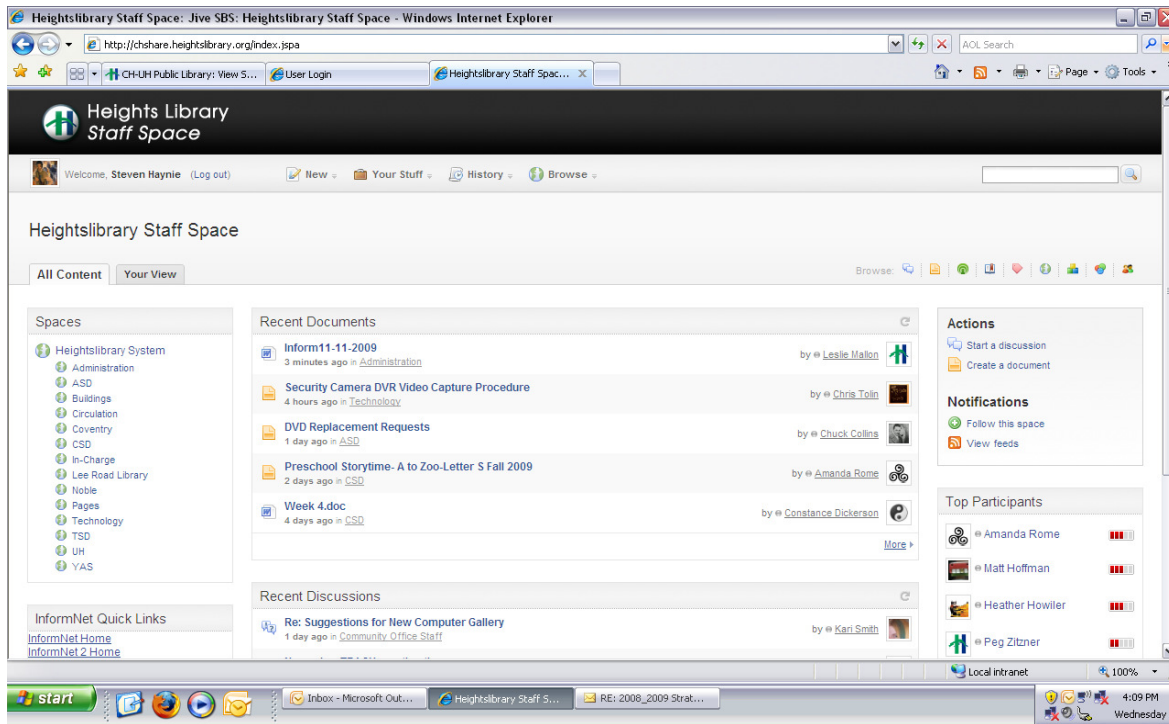 Heightslibrary Staff Space: Jive SBS: Heightslibrary Staff Space - Windows Internet Explorer
http://chshare.heightslibrary.org/index.jspa
AOL Search
CH-UH Public Library: View S...
User Login
Heightslibrary Staff Spac... X
Page
Tools
Heights Library
Staff Space
Welcome, Steven Haynie (Log out)
New
Your Stuff
History
Browse
Heightslibrary Staff Space
All Content
Your View
Browse:
Spaces
Heightslibrary System
Administration
ASD
Buildings
Circulation
Coventry
CSD
In-Charge
Lee Road Library
Noble
Pages
Technology
TSD
UH
YAS
InformNet Quick Links
InformNet Home
InformNet 2 Home
Recent Documents
Inform11-11-2009
3 minutes ago in Administration
by Leslie Mallon
Security Camera DVR Video Capture Procedure
4 hours ago in Technology
by Chris Tolin
DVD Replacement Requests
1 day ago in ASD
by Chuck Collins
Preschool Storytime- A to Zoo-Letter S Fall 2009
2 days ago in CSD
by Amanda Rome
Week 4.doc
4 days ago in CSD
by Constance Dickerson
More
Recent Discussions
Re: Suggestions for New Computer Gallery
1 day ago in Community Office Staff
by Kari Smith
Actions
Start a discussion
Create a document
Notifications
Follow this space
View feeds
Top Participants
Amanda Rome
Matt Hoffman
Heather Howiler
Peg Zitzner
Local intranet
100%
start
Inbox - Microsoft Out...
Heightslibrary Staff S...
RE: 2008_2009 Strat...
4:09 PM
Wednesday